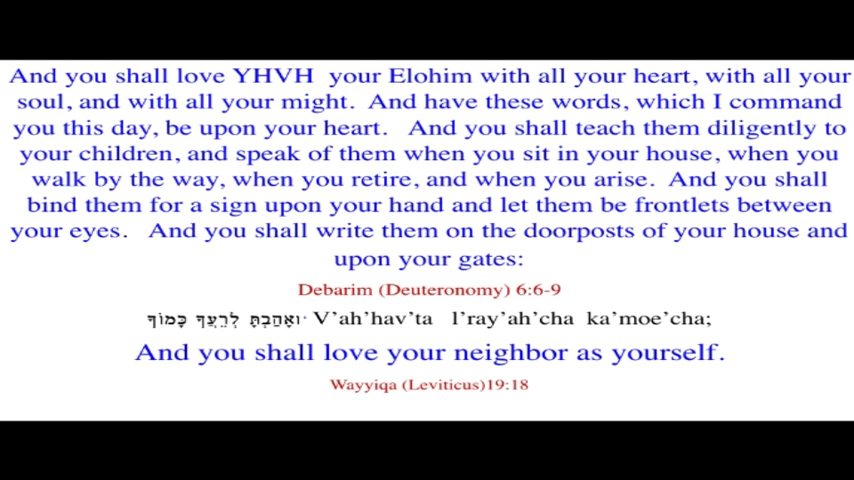 And you shall love YHVH your Elohim with all your heart, with all your
soul, and with all your might. And have these words, which I command
you this day, be upon your heart. And you shall teach them diligently to
your children, and speak of them when you sit in your house, when you
walk by the way, when you retire, and when you arise. And you shall
bind them for a sign upon your hand and let them be frontlets between
your eyes. And you shall write them on the doorposts of your house and
upon your gates:
Debarim (Deuteronomy) 6:6-9
וְאָהַבְתָּ לְרֵעֲךָ כָּמוֹךָ V’ah’hav’ta l’ray’ah’cha ka’moe’cha;
And you shall love your neighbor as yourself.
Wayyiqa (Leviticus)19:18